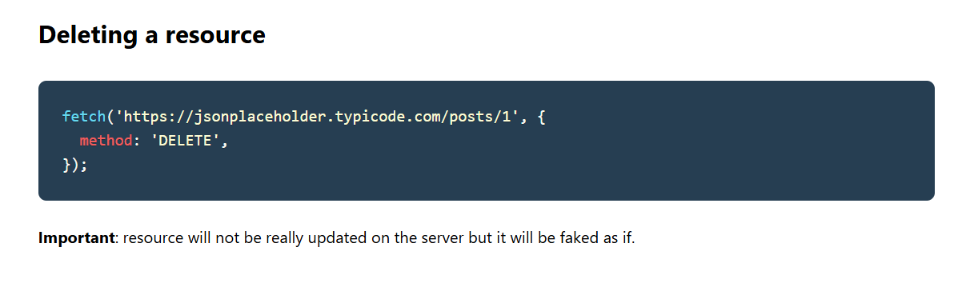 Deleting a resource
fetch('https://jsonplaceholder.typicode.com/posts/1', {
  method: 'DELETE',
});
Important: resource will not be really updated on the server but it will be faked as if.